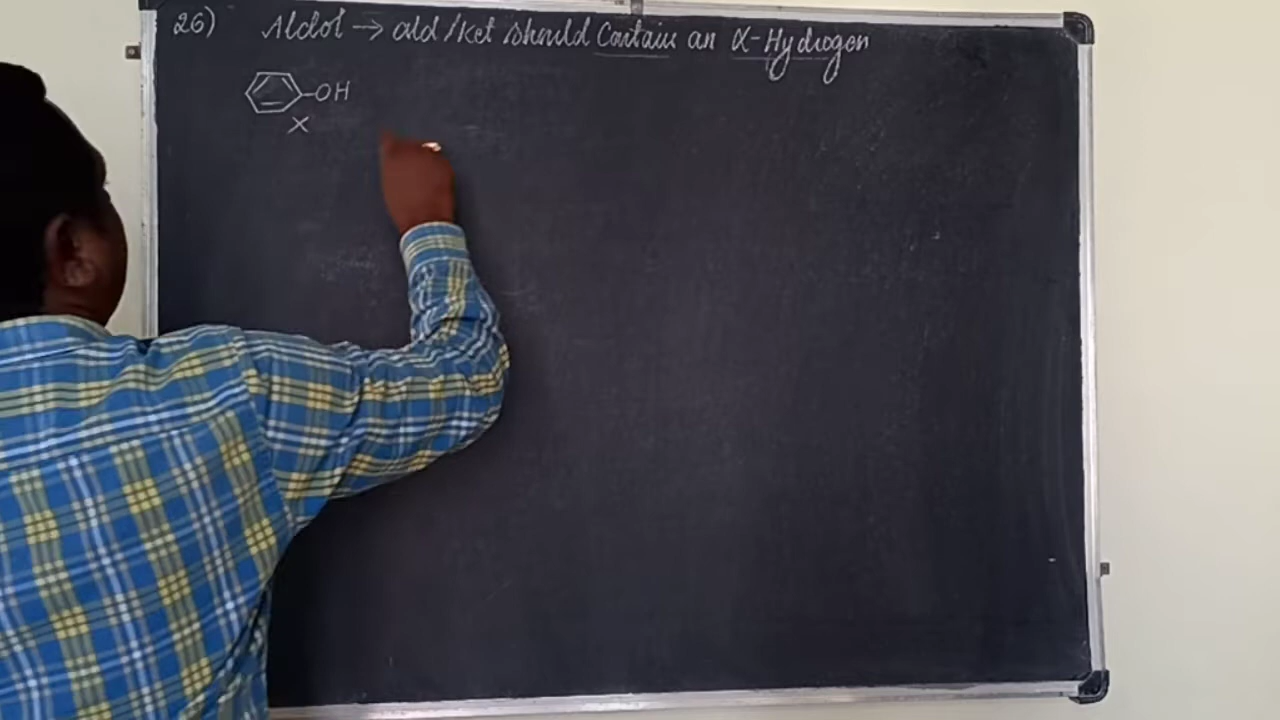 26) Aldol → ald/ket should Contain an α-Hydrogen
-OH
X